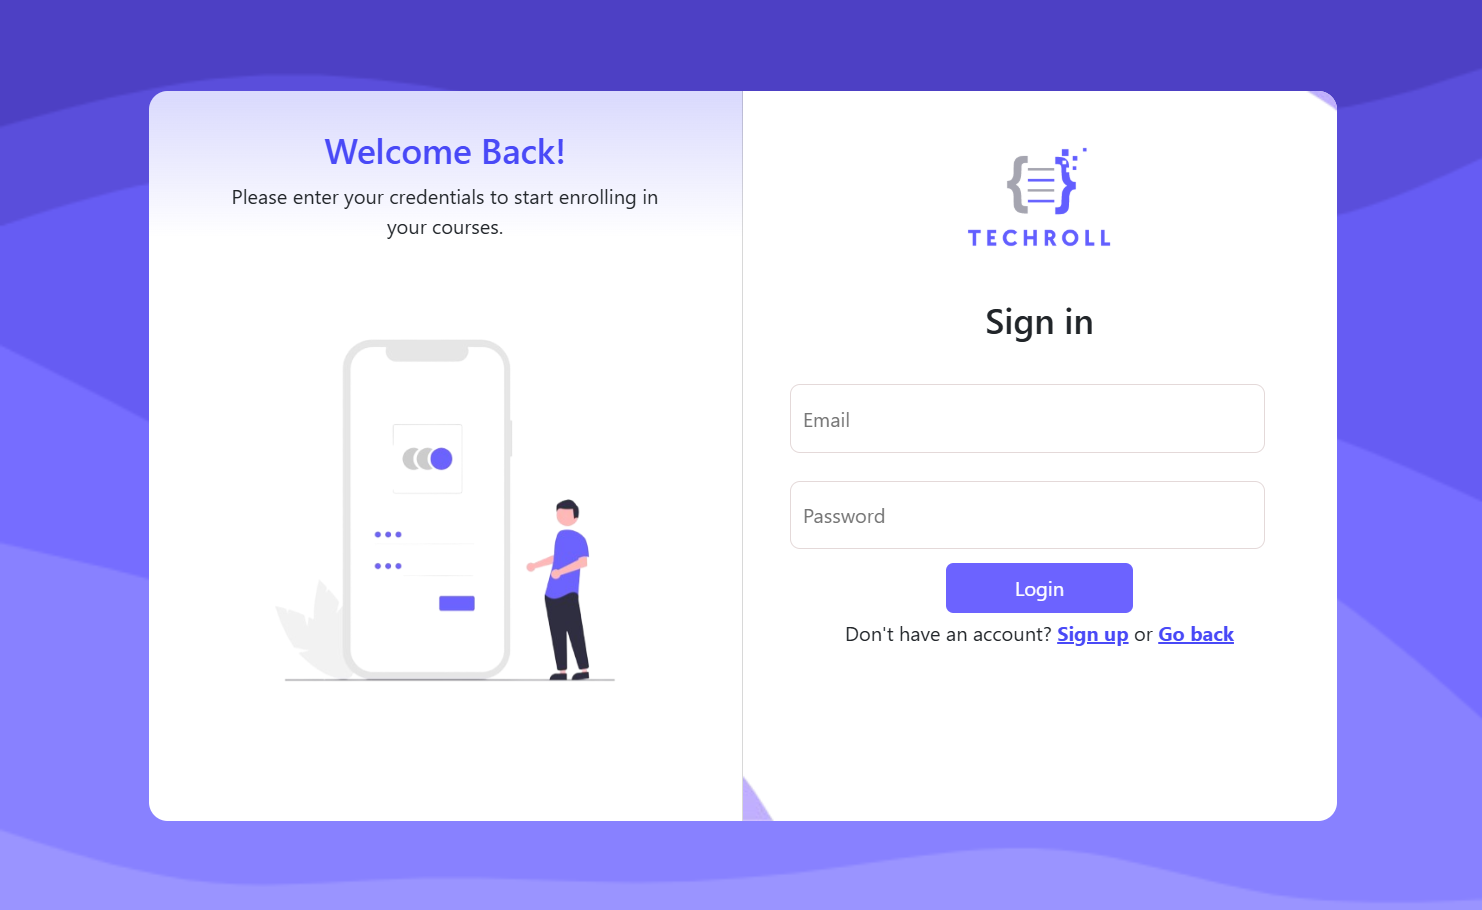 Welcome Back!
Please enter your credentials to start enrolling in
your courses.
TECHROLL
Sign in
Email
Password
Login
Don't have an account? Sign up or Go back